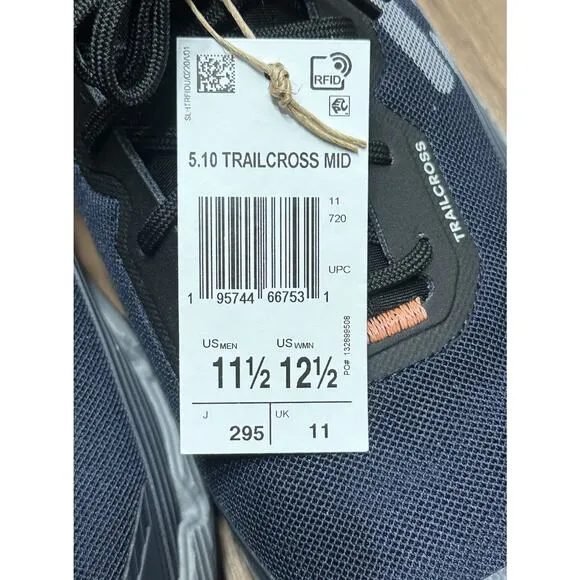 RFID
5.10 TRAILCROSS MID
11
720
UPC
1 95744 66753 1
US MEN US WMN
11½ 12½
PO# 132899508
J UK
295 11
TRAILCROSS